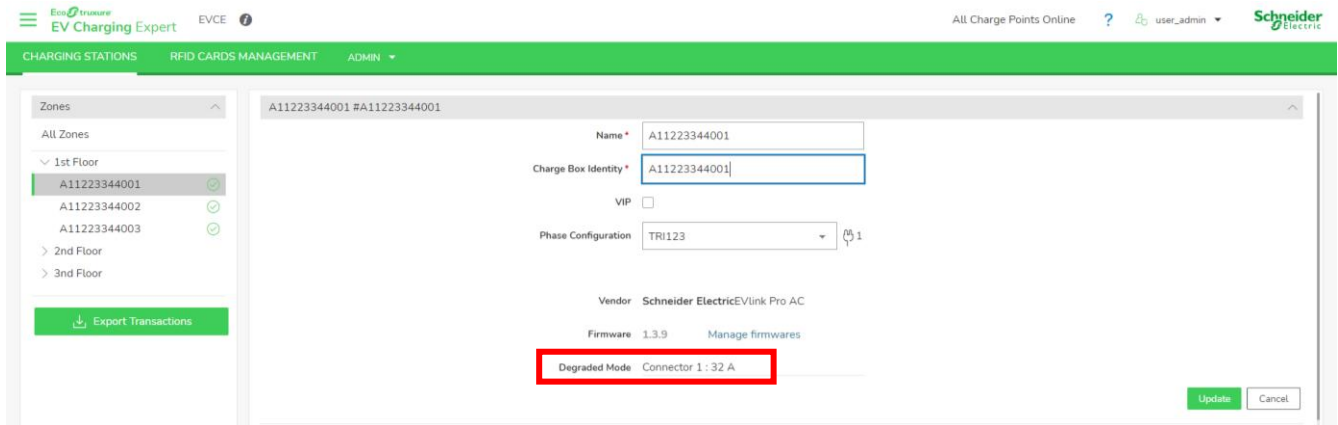 EcoStruxure
EV Charging Expert
EVCE
All Charge Points Online
?
user_admin
Schneider
Electric
CHARGING STATIONS
RFID CARDS MANAGEMENT
ADMIN
Zones
All Zones
1st Floor
A11223344001
A11223344002
A11223344003
2nd Floor
3nd Floor
Export Transactions
A11223344001 #A11223344001
Name * A11223344001
Charge Box Identity * A11223344001
VIP
Phase Configuration TRI123 1
Vendor Schneider ElectricEVlink Pro AC
Firmware 1.3.9 Manage firmwares
Degraded Mode Connector 1 : 32 A
Update
Cancel